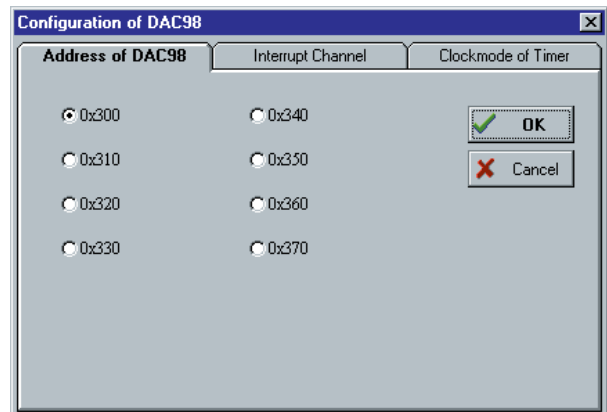 Configuration of DAC98
Address of DAC98 Interrupt Channel Clockmode of Timer
0x300 0x340 OK
0x310 0x350 Cancel
0x320 0x360
0x330 0x370